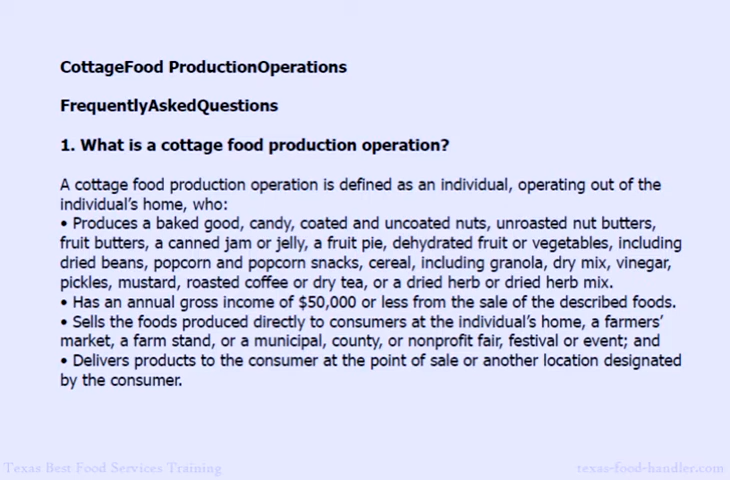 CottageFood ProductionOperations
FrequentlyAskedQuestions
1. What is a cottage food production operation?
A cottage food production operation is defined as an individual, operating out of the
individual's home, who:
• Produces a baked good, candy, coated and uncoated nuts, unroasted nut butters,
fruit butters, a canned jam or jelly, a fruit pie, dehydrated fruit or vegetables, including
dried beans, popcorn and popcorn snacks, cereal, including granola, dry mix, vinegar,
pickles, mustard, roasted coffee or dry tea, or a dried herb or dried herb mix.
• Has an annual gross income of $50,000 or less from the sale of the described foods.
• Sells the foods produced directly to consumers at the individual's home, a farmers'
market, a farm stand, or a municipal, county, or nonprofit fair, festival or event; and
• Delivers products to the consumer at the point of sale or another location designated
by the consumer.
Texas Best Food Services Training
texas-food-handler.com